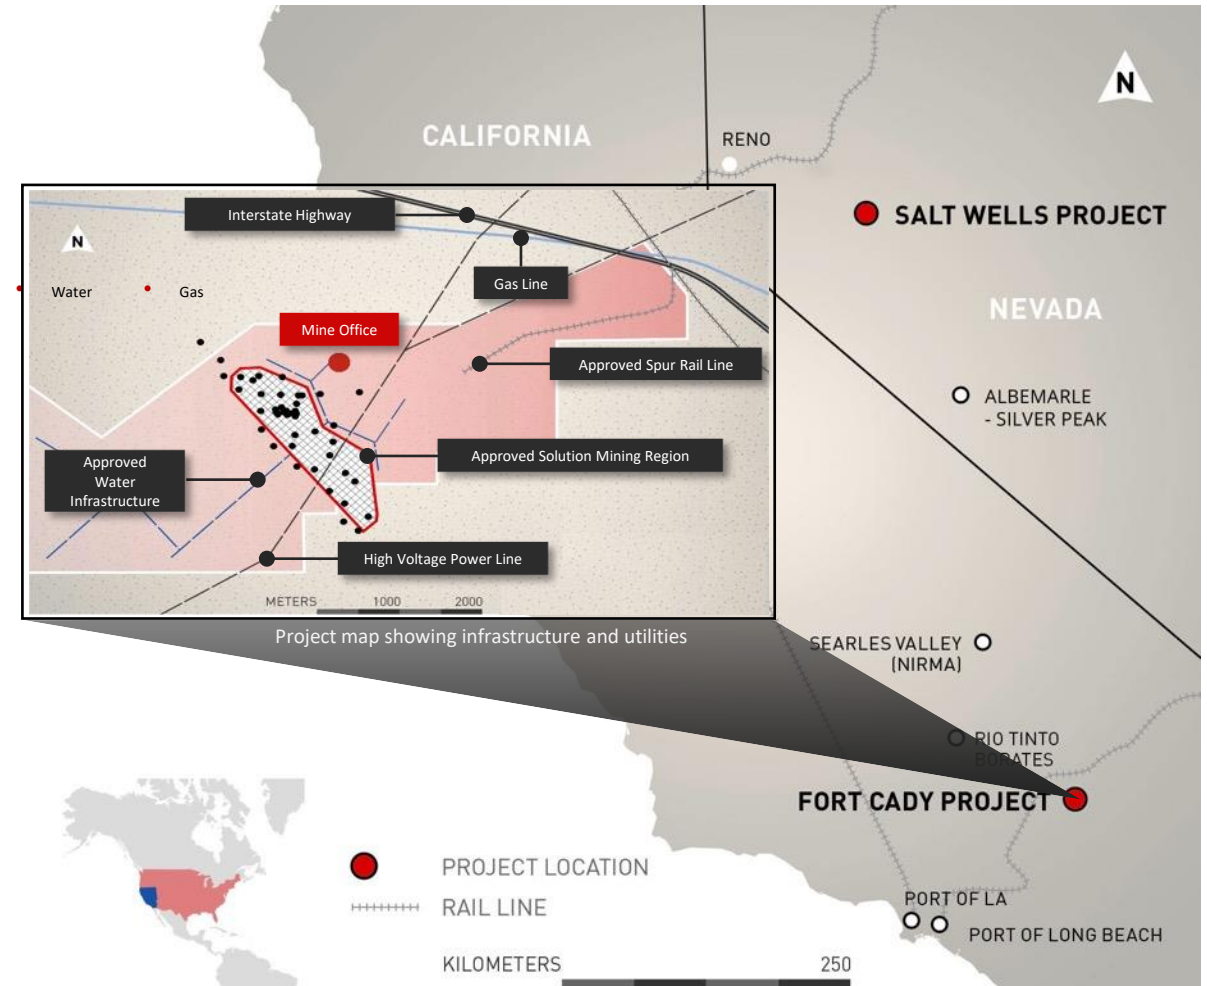 N
CALIFORNIA
RENO
SALT WELLS PROJECT
NEVADA
ALBEMARLE
- SILVER PEAK
Interstate Highway
N
Gas Line
Water
Gas
Mine Office
Approved Spur Rail Line
Approved Solution Mining Region
Approved
Water
Infrastructure
High Voltage Power Line
METERS 1000 2000
Project map showing infrastructure and utilities
SEARLES VALLEY
(NIRMA)
RIO TINTO
BORATES
FORT CADY PROJECT
PROJECT LOCATION
RAIL LINE
PORT OF LA
PORT OF LONG BEACH
KILOMETERS 250